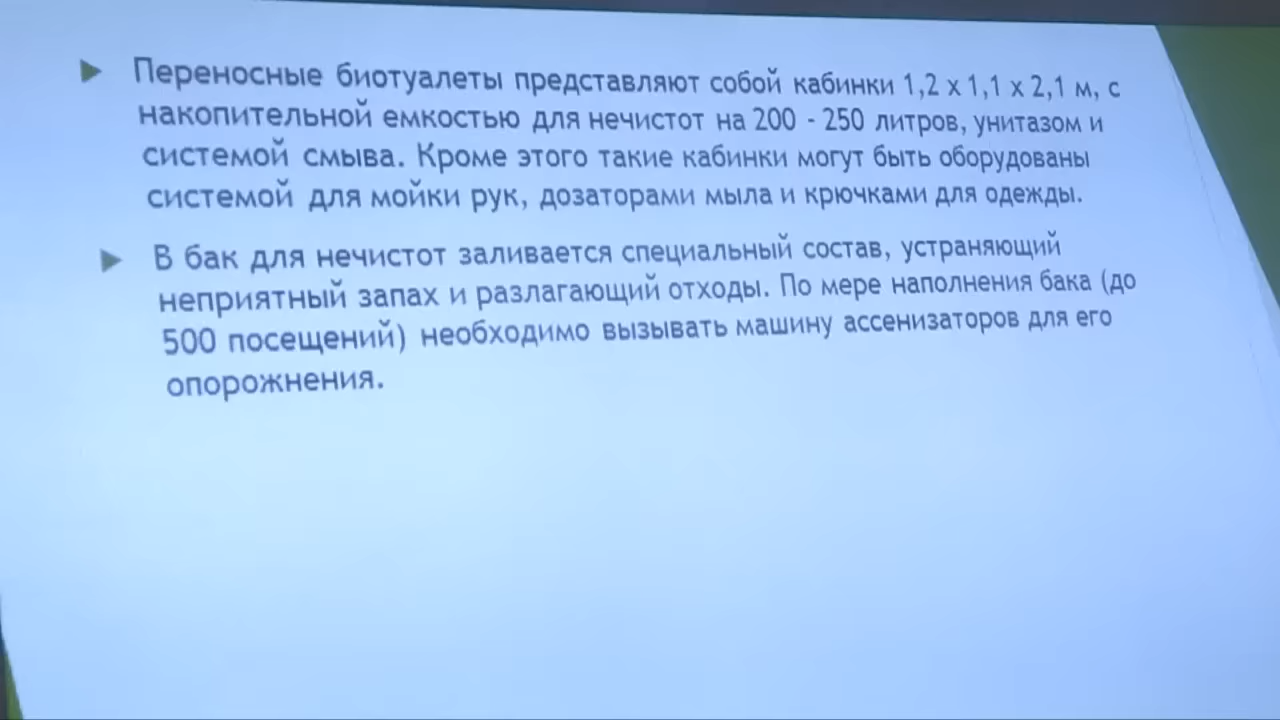 Переносные биотуалеты представляют собой кабинки 1,2 х 1,1 х 2,1 м, с
накопительной емкостью для нечистот на 200 - 250 литров, унитазом и
системой смыва. Кроме этого такие кабинки могут быть оборудованы
системой для мойки рук, дозаторами мыла и крючками для одежды.
В бак для нечистот заливается специальный состав, устраняющий
неприятный запах и разлагающий отходы. По мере наполнения бака (до
500 посещений) необходимо вызывать машину ассенизаторов для его
опорожнения.